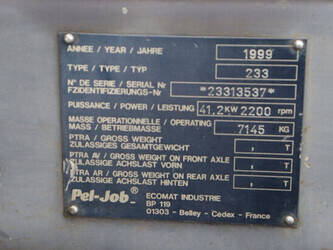 ANNEE / YEAR / JAHRE 1999
TYPE / TYPE / TYP 233
N° DE SERIE / SERIAL Nr
FZIDENTIFIZIERUNGS-Nr *23313537*
PUISSANCE / POWER / LEISTUNG 41,2 KW 2200 rpm
MASSE OPERATIONNELLE / OPERATING
MASS / BETRIEBMASSE 7145 KG
PTRA / GROSS WEIGHT
ZULASSIGES GESAMTGEWICHT , T
PTRA AV / GROSS WEIGHT ON FRONT AXLE
ZULASSIGE ACHSLAST VORN , T
PTRA AR / GROSS WEIGHT ON REAR AXLE
ZULASSIGE ACHSLAST HINTEN , T
Pel-Job ® ECOMAT INDUSTRIE
BP 119
01303 - Belley - Cedex - France